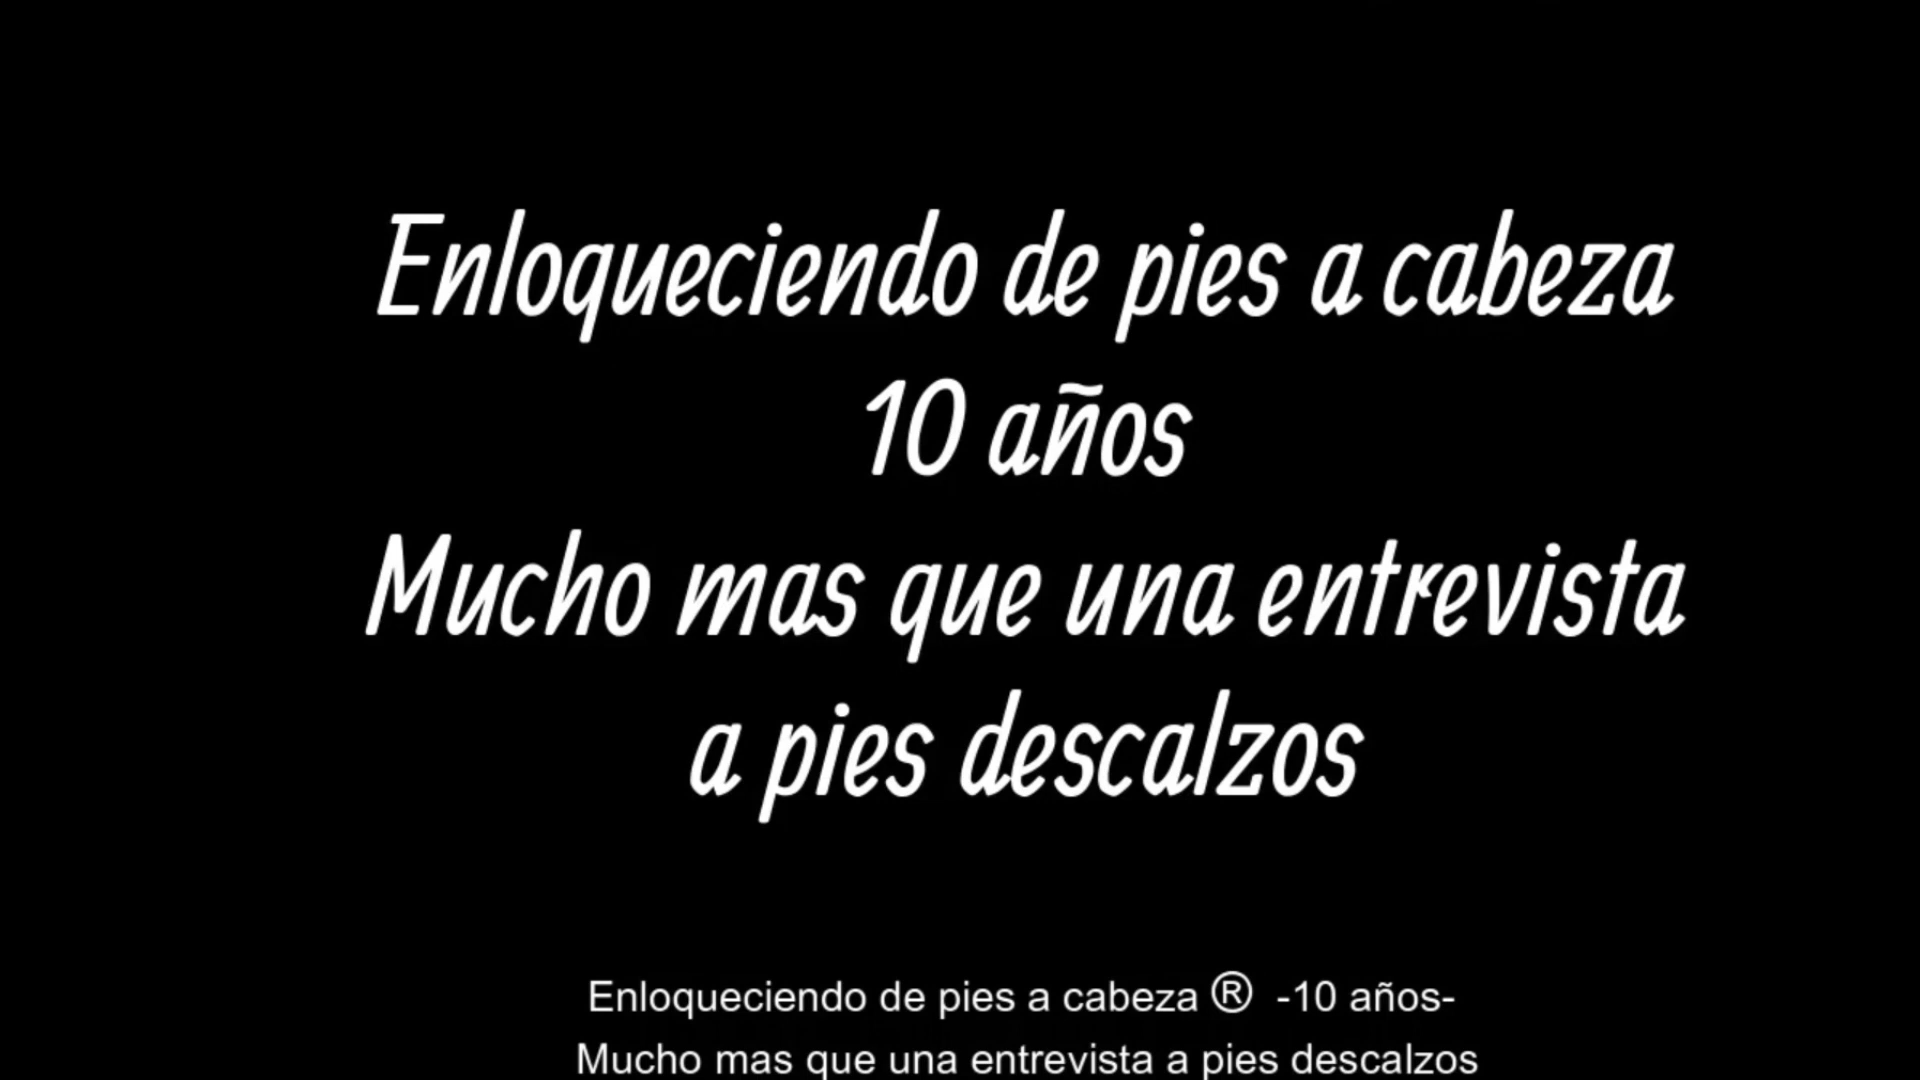 Enloqueciendo de pies a cabeza
10 años
Mucho mas que una entrevista
a pies descalzos
Enloqueciendo de pies a cabeza ® -10 años-
Mucho mas que una entrevista a pies descalzos